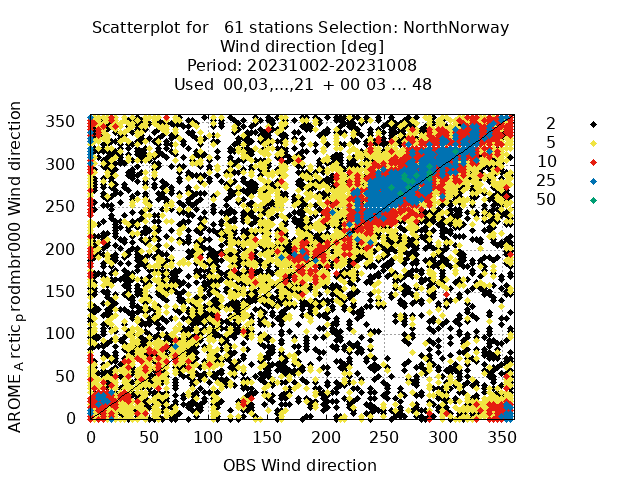 Scatterplot for 61 stations Selection: NorthNorway
Wind direction [deg]
Period: 20231002-20231008
Used 00,03,...,21 + 00 03 ... 48
AROME_Arctic_prodmbr000 Wind direction
350
300
250
200
150
100
50
0
0 50 100 150 200 250 300 350
OBS Wind direction
2
5
10
25
50